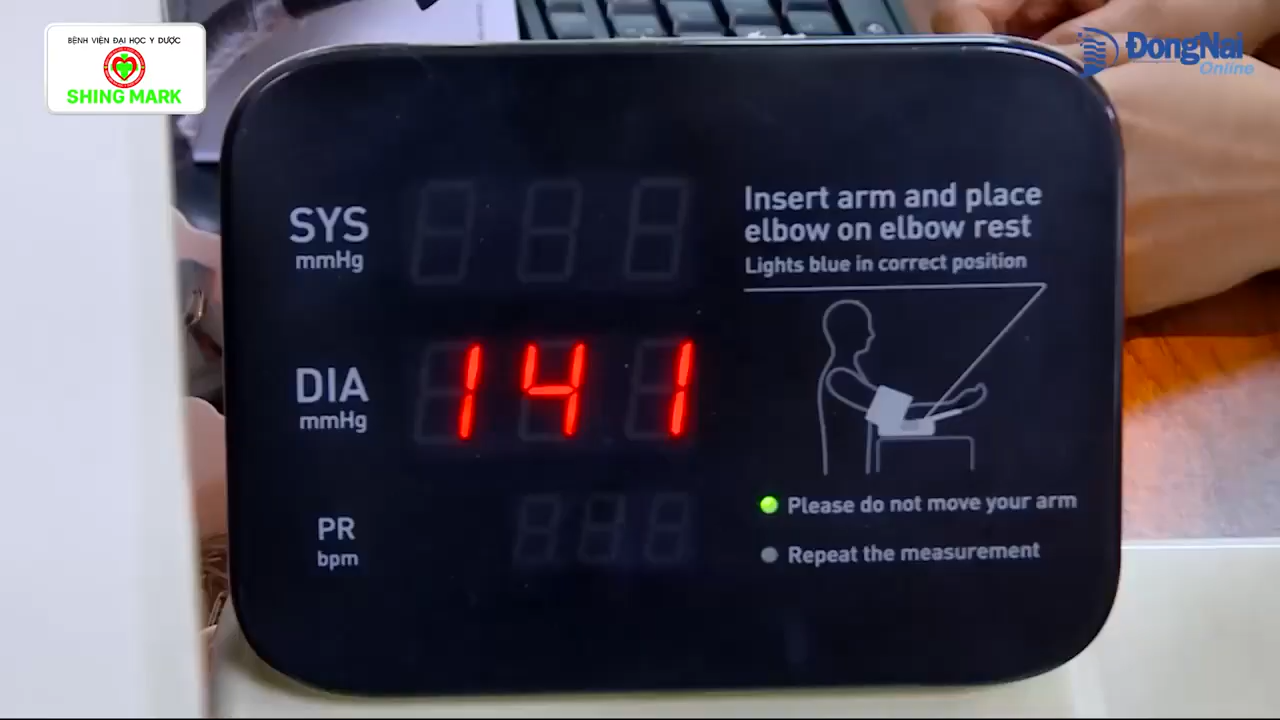 BỆNH VIỆN ĐẠI HỌC Y DƯỢC
SHING MARK
ĐongNai
Online
SYS
mmHg
Insert arm and place
elbow on elbow rest
Lights blue in correct position
DIA
mmHg
141
Please do not move your arm
PR
bpm
Repeat the measurement